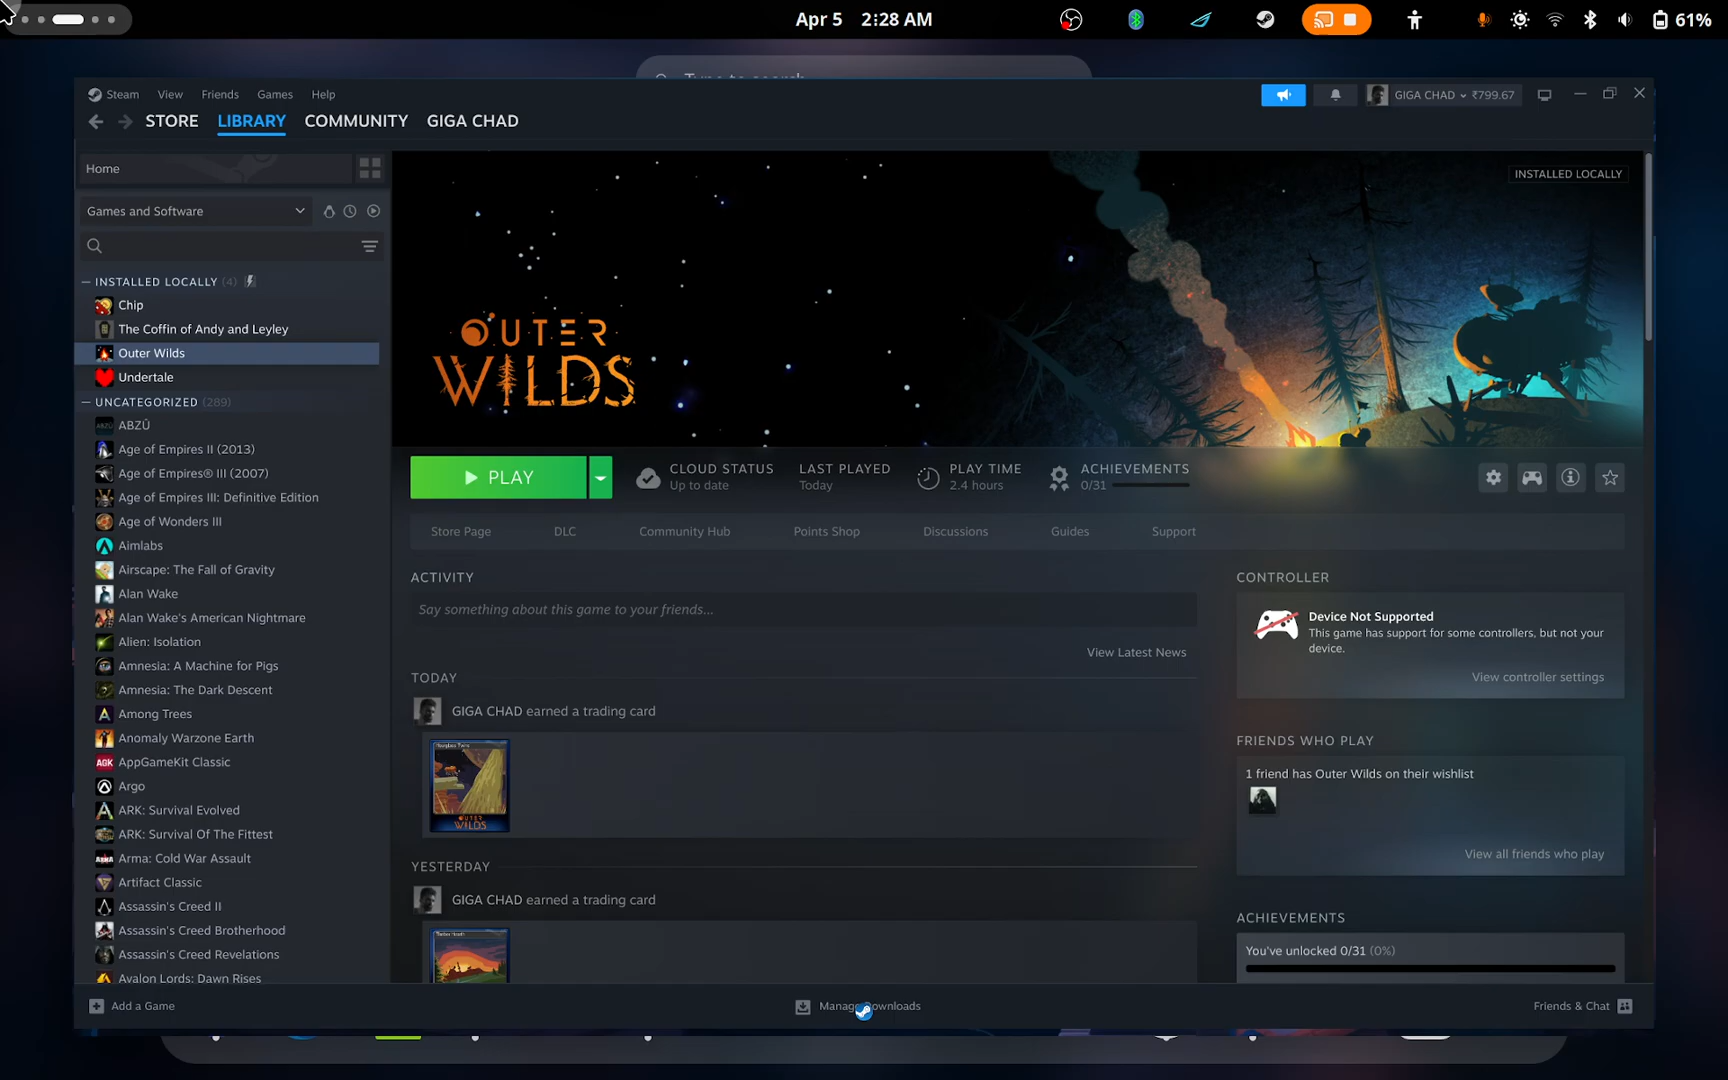 Apr 5 2:28 AM
61%
Type to search
Steam View Friends Games Help
GIGA CHAD ₹799.67
STORE LIBRARY COMMUNITY GIGA CHAD
Home
INSTALLED LOCALLY
Games and Software
OUTER
WILDS
INSTALLED LOCALLY (4)
Chip
The Coffin of Andy and Leyley
Outer Wilds
Undertale
UNCATEGORIZED (289)
ABZÛ
Age of Empires II (2013)
Age of Empires® III (2007)
Age of Empires III: Definitive Edition
Age of Wonders III
Aimlabs
Airscape: The Fall of Gravity
Alan Wake
Alan Wake's American Nightmare
Alien: Isolation
Amnesia: A Machine for Pigs
Amnesia: The Dark Descent
Among Trees
Anomaly Warzone Earth
AGK AppGameKit Classic
Argo
ARK: Survival Evolved
ARK: Survival Of The Fittest
Arma: Cold War Assault
Artifact Classic
Assassin's Creed II
Assassin's Creed Brotherhood
Assassin's Creed Revelations
Avalon Lords: Dawn Rises
PLAY
CLOUD STATUS
Up to date
LAST PLAYED
Today
PLAY TIME
2.4 hours
ACHIEVEMENTS
0/31
Store Page DLC Community Hub Points Shop Discussions Guides Support
ACTIVITY
Say something about this game to your friends...
View Latest News
TODAY
GIGA CHAD earned a trading card
Hourglass Twins
OUTER
WILDS
YESTERDAY
GIGA CHAD earned a trading card
Timber Hearth
CONTROLLER
Device Not Supported
This game has support for some controllers, but not your
device.
View controller settings
FRIENDS WHO PLAY
1 friend has Outer Wilds on their wishlist
View all friends who play
ACHIEVEMENTS
You've unlocked 0/31 (0%)
Add a Game
Manage Downloads
Friends & Chat